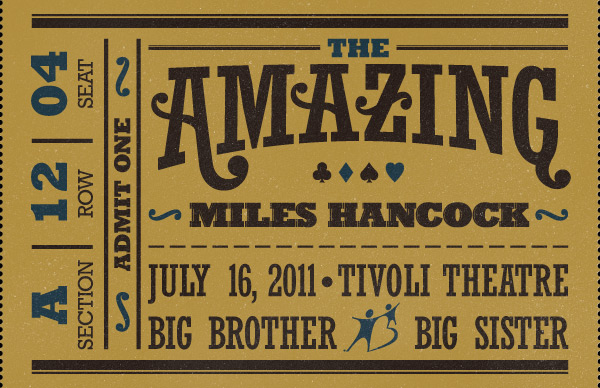 04 SEAT
12 ROW
A SECTION
ADMIT ONE
THE
AMAZING
MILES HANCOCK
JULY 16, 2011 • TIVOLI THEATRE
BIG BROTHER BIG SISTER